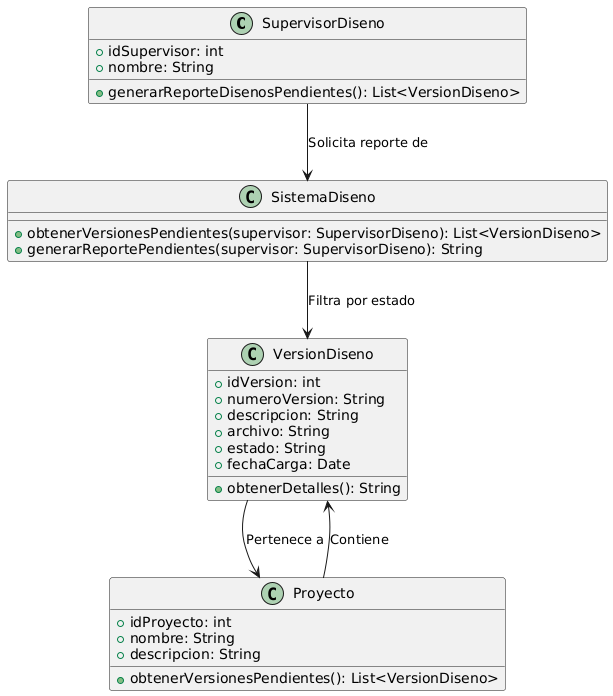 C SupervisorDiseno
idSupervisor: int
nombre: String
generarReporteDisenosPendientes(): List<VersionDiseno>
Solicita reporte de
C SistemaDiseno
obtenerVersionesPendientes(supervisor: SupervisorDiseno): List<VersionDiseno>
generarReportePendientes(supervisor: SupervisorDiseno): String
Filtra por estado
C VersionDiseno
idVersion: int
numeroVersion: String
descripcion: String
archivo: String
estado: String
fechaCarga: Date
obtenerDetalles(): String
Pertenece a Contiene
C Proyecto
idProyecto: int
nombre: String
descripcion: String
obtenerVersionesPendientes(): List<VersionDiseno>